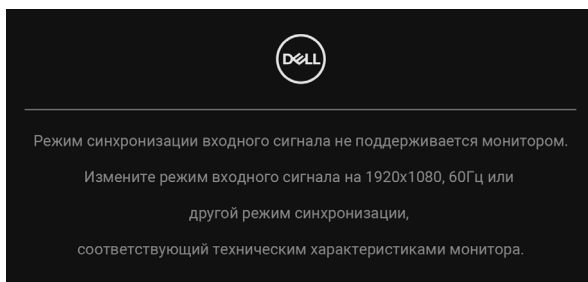 DELL
Режим синхронизации входного сигнала не поддерживается монитором.
Измените режим входного сигнала на 1920x1080, 60Гц или
другой режим синхронизации,
соответствующий техническим характеристиками монитора.